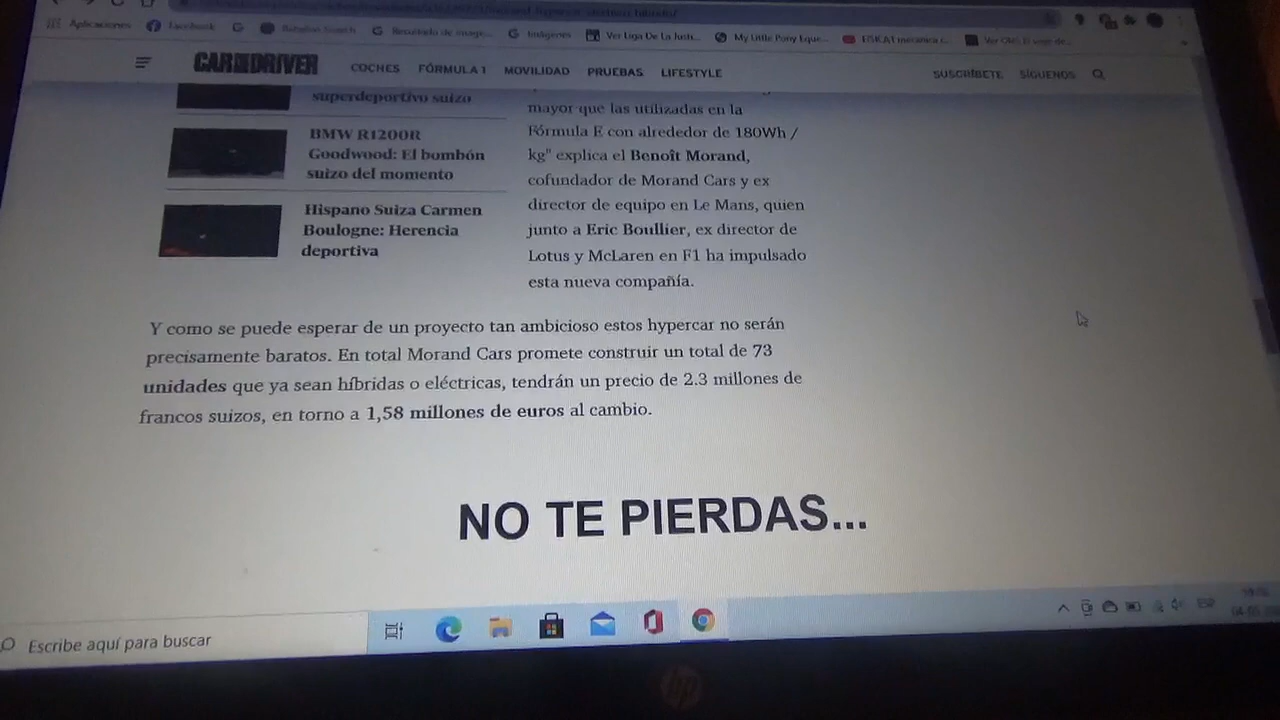 Aplicaciones
Facebook
Ver Liga De La Justi...
My Little Pony Eque...
CAR AND DRIVER
COCHES
FÓRMULA 1
MOVILIDAD
PRUEBAS
LIFESTYLE
SUSCRÍBETE
SÍGUENOS
superdeportivo suizo
BMW R1200R
Goodwood: El bombón
suizo del momento
Hispano Suiza Carmen
Boulogne: Herencia
deportiva
mayor que las utilizadas en la
Fórmula E con alrededor de 180Wh /
kg" explica el Benoît Morand,
cofundador de Morand Cars y ex
director de equipo en Le Mans, quien
junto a Eric Boullier, ex director de
Lotus y McLaren en F1 ha impulsado
esta nueva compañía.
Y como se puede esperar de un proyecto tan ambicioso estos hypercar no serán
precisamente baratos. En total Morand Cars promete construir un total de 73
unidades que ya sean híbridas o eléctricas, tendrán un precio de 2.3 millones de
francos suizos, en torno a 1,58 millones de euros al cambio.
NO TE PIERDAS...
Escribe aquí para buscar
hp